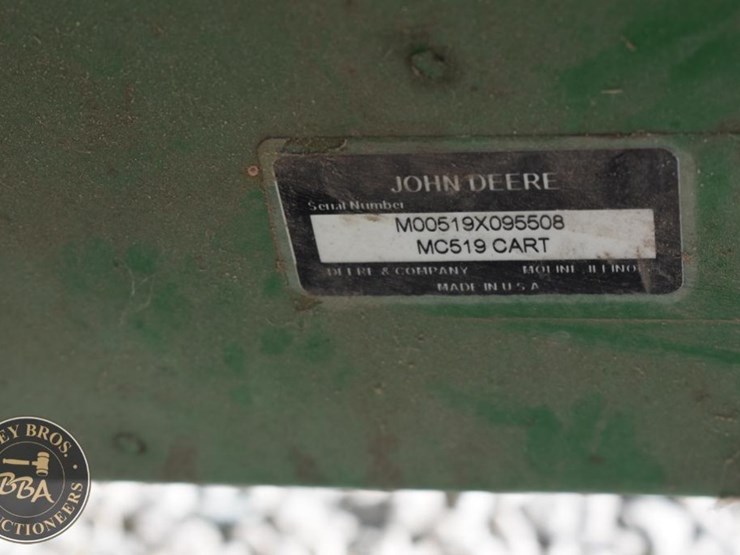 JOHN DEERE
Serial Number
M00519X095508
MC519 CART
DEERE & COMPANY MOLINE, ILLINO
MADE IN U.S.A.
EY BROS.
BBA
CTIONEERS